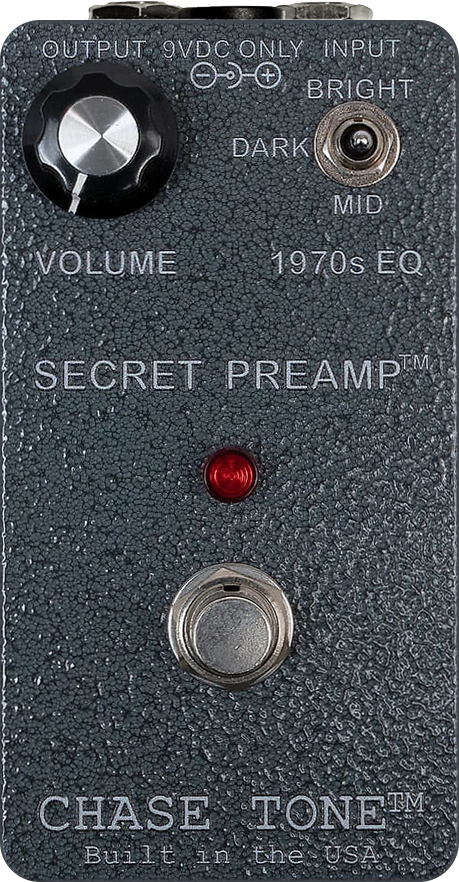 OUTPUT 9VDC ONLY INPUT
BRIGHT
DARK
MID
VOLUME 1970s EQ
SECRET PREAMP™
CHASE TONE™
Built in the USA